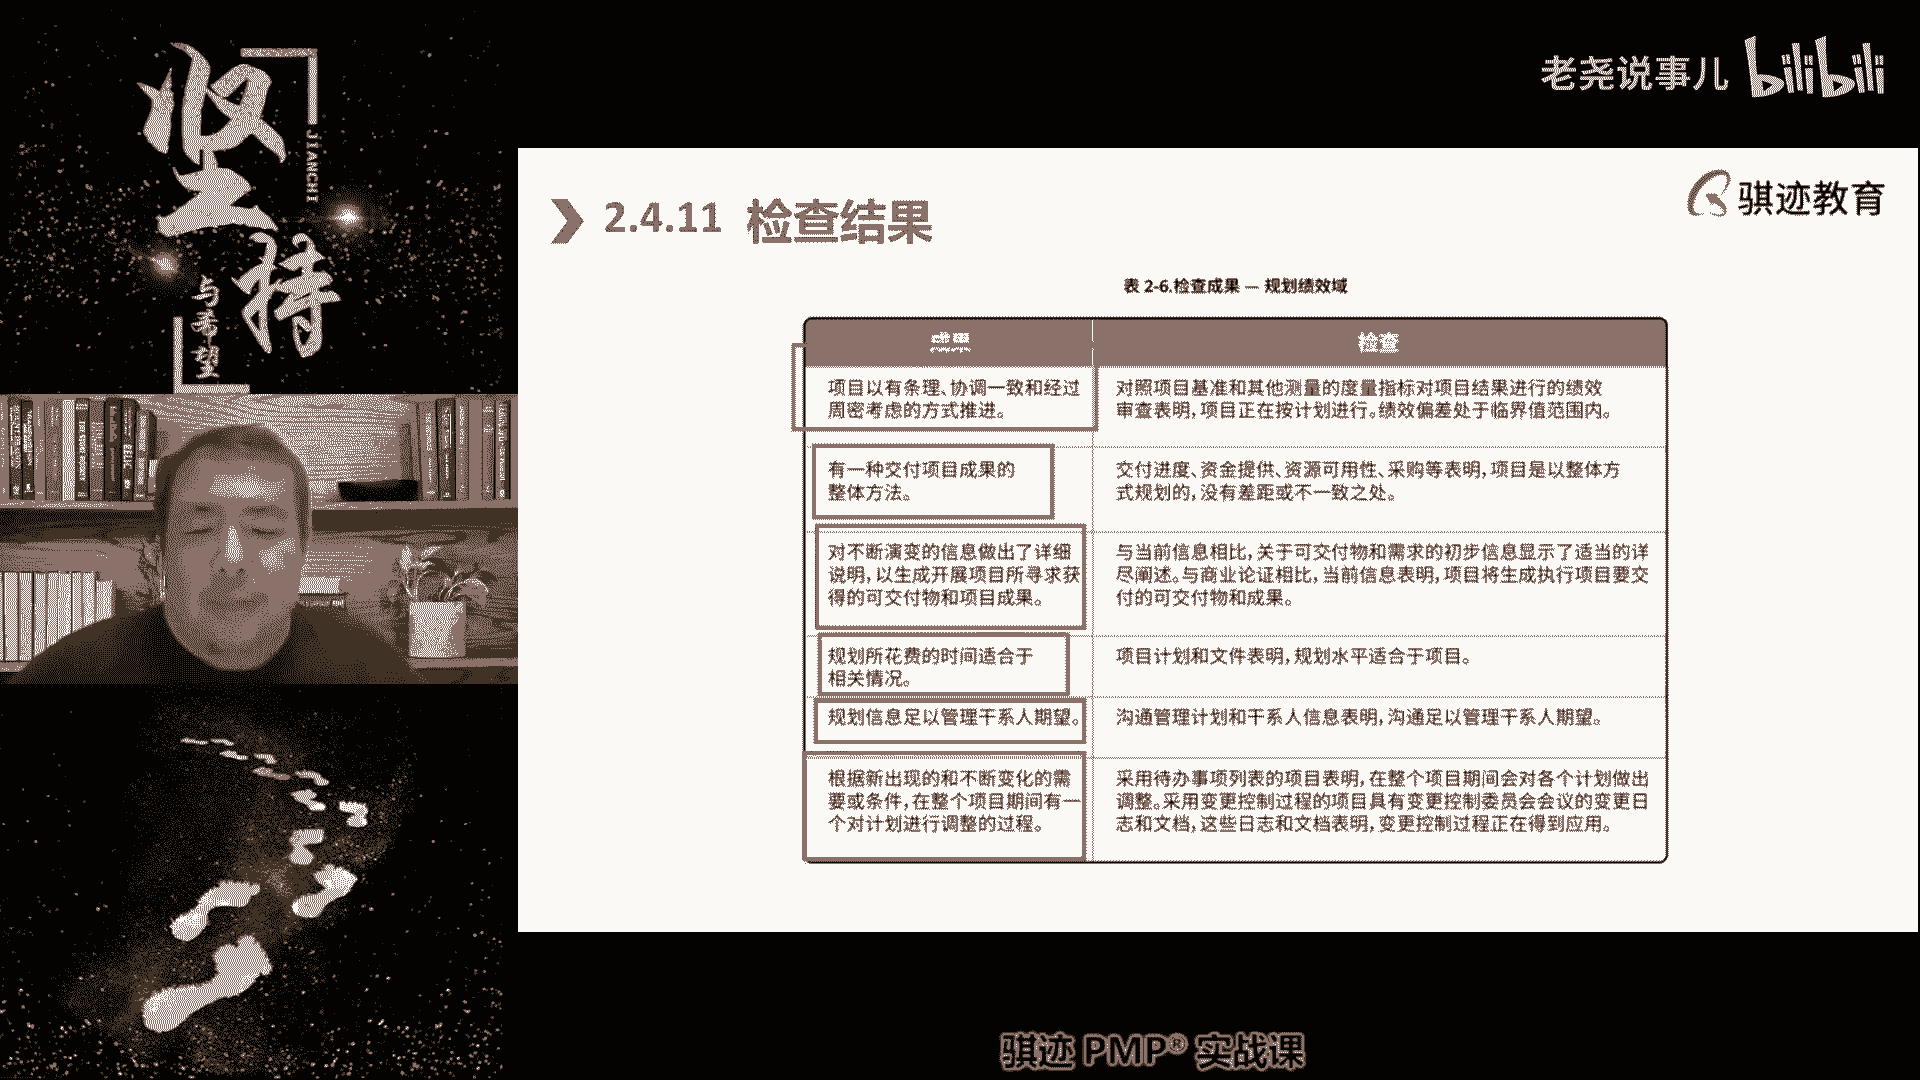 坚持
JIANCHI
与希望
老尧说事儿 bilibili
骐迹教育
2.4.11 检查结果
表 2-6.检查成果 — 规划绩效域
成果
检查
项目以有条理、协调一致和经过
周密考虑的方式推进。
对照项目基准和其他测量的度量指标对项目结果进行的绩效
审查表明,项目正在按计划进行。绩效偏差处于临界值范围内。
有一种交付项目成果的
整体方法。
交付进度、资金提供、资源可用性、采购等表明,项目是以整体方
式规划的,没有差距或不一致之处。
对不断演变的信息做出了详细
说明,以生成开展项目所寻求获
得的可交付物和项目成果。
与当前信息相比,关于可交付物和需求的初步信息显示了适当的详
尽阐述。与商业论证相比,当前信息表明,项目将生成执行项目要交
付的可交付物和成果。
规划所花费的时间适合于
相关情况。
项目计划和文件表明,规划水平适合于项目。
规划信息足以管理干系人期望。
沟通管理计划和干系人信息表明,沟通足以管理干系人期望。
根据新出现的和不断变化的需
要或条件,在整个项目期间有一
个对计划进行调整的过程。
采用待办事项列表的项目表明,在整个项目期间会对各个计划做出
调整。采用变更控制过程的项目具有变更控制委员会会议的变更日
志和文档,这些日志和文档表明,变更控制过程正在得到应用。
骐迹 PMP® 实战课